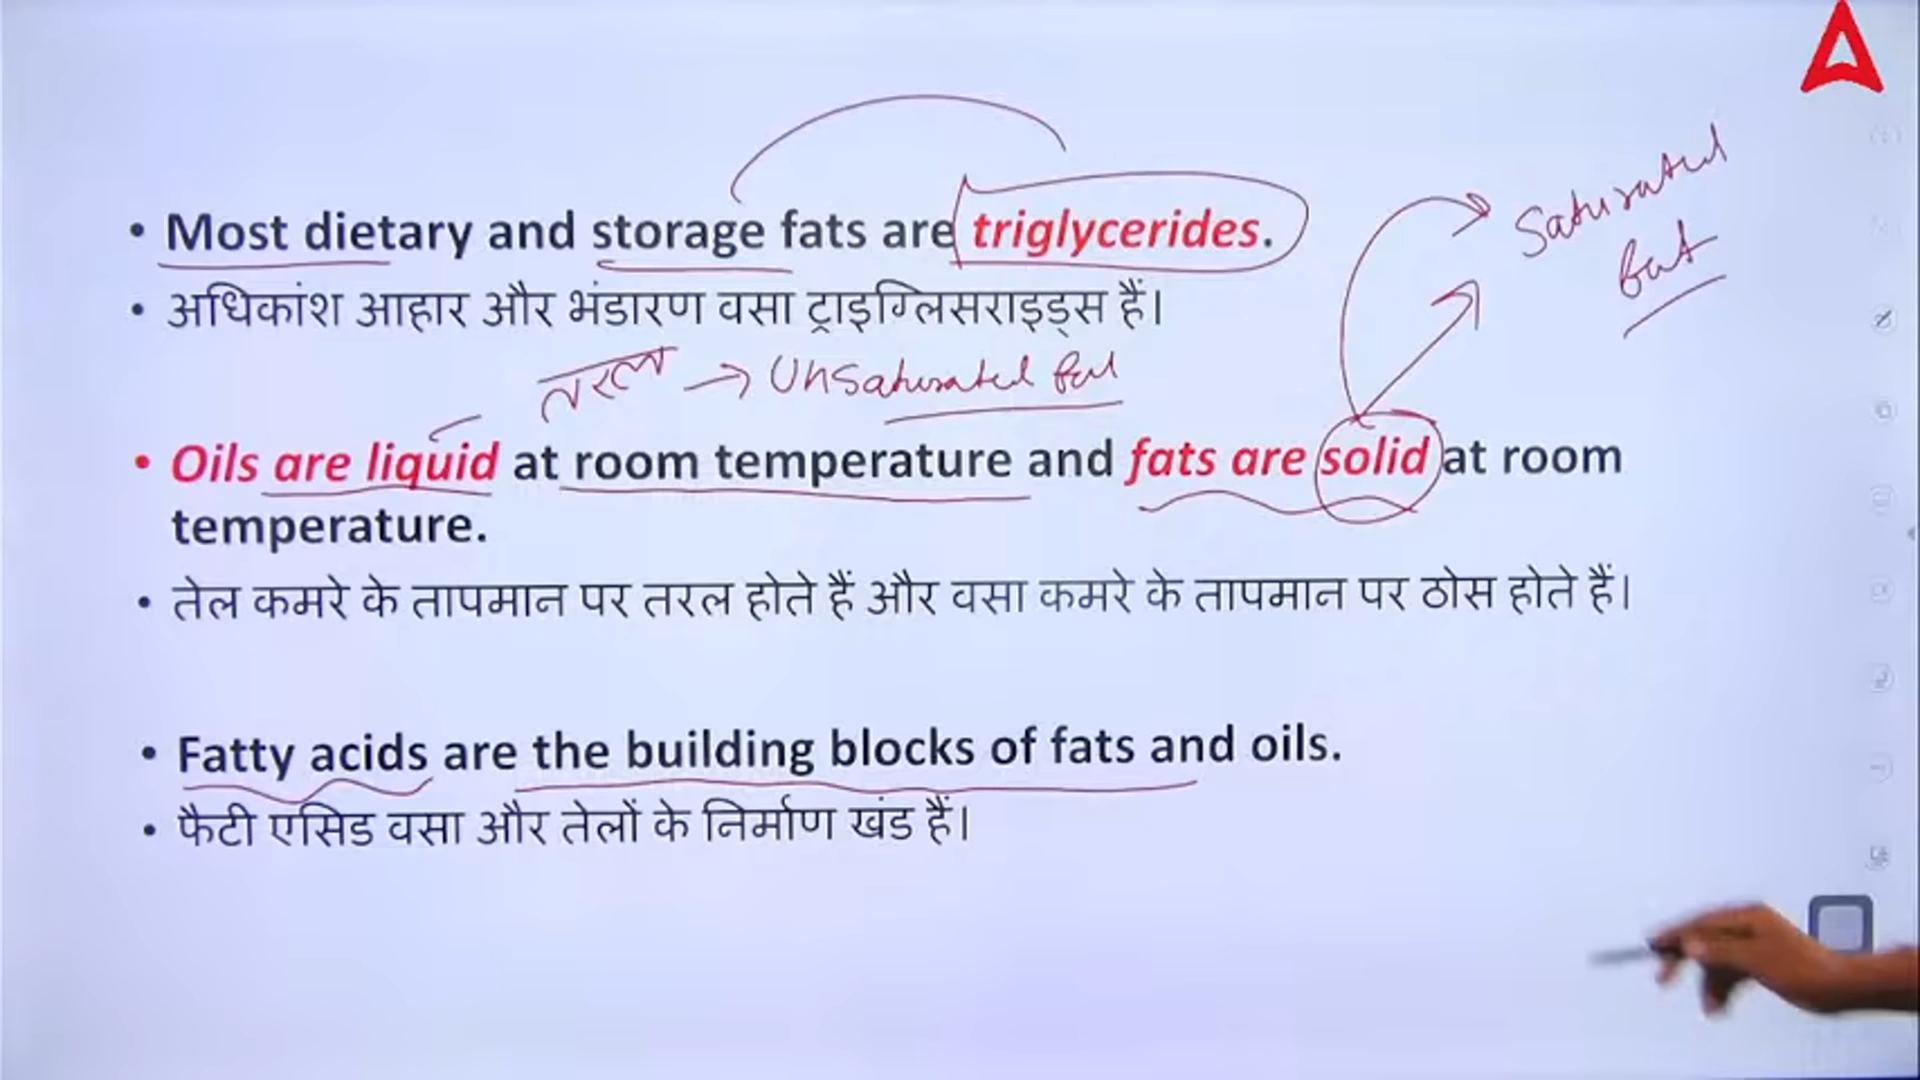 • Most dietary and storage fats are triglycerides.
Saturated
fat
• अधिकांश आहार और भंडारण वसा ट्राइग्लिसराइड्स हैं।
तरल → Unsaturated fat
• Oils are liquid at room temperature and fats are solid at room
temperature.
• तेल कमरे के तापमान पर तरल होते हैं और वसा कमरे के तापमान पर ठोस होते हैं।
• Fatty acids are the building blocks of fats and oils.
• फैटी एसिड वसा और तेलों के निर्माण खंड हैं।